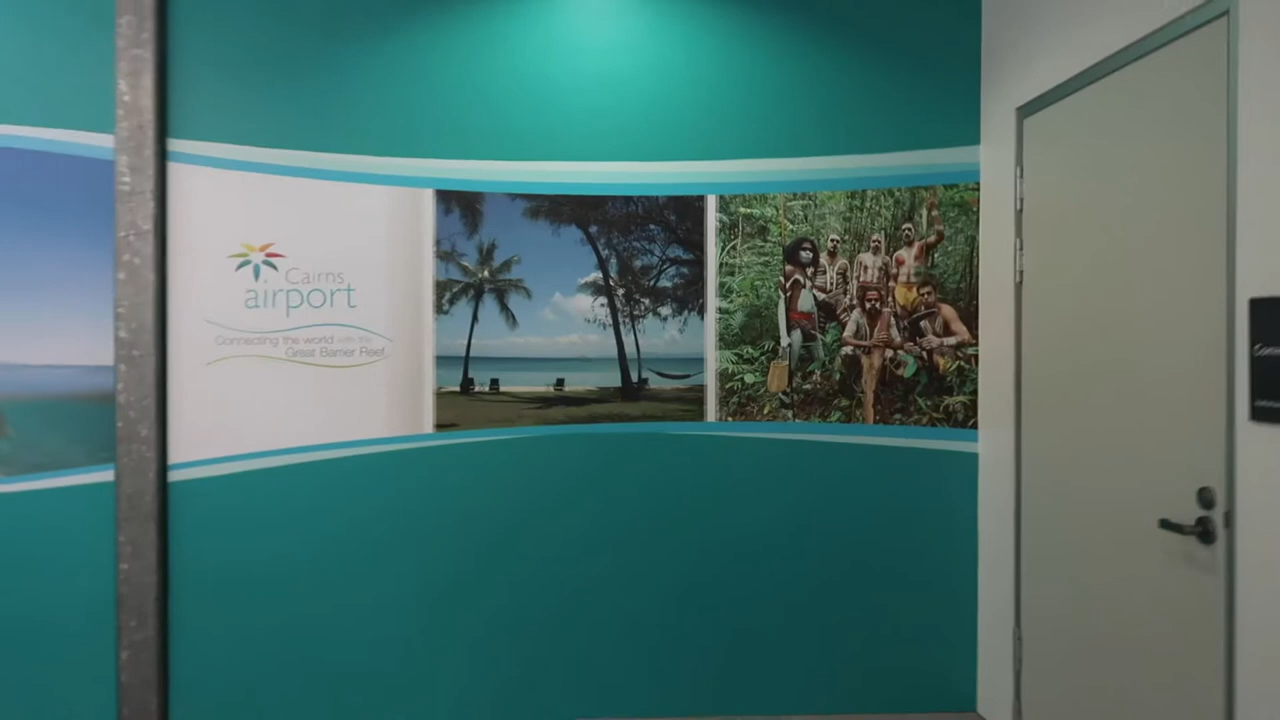 Cairns
airport
Connecting the world with the
Great Barrier Reef